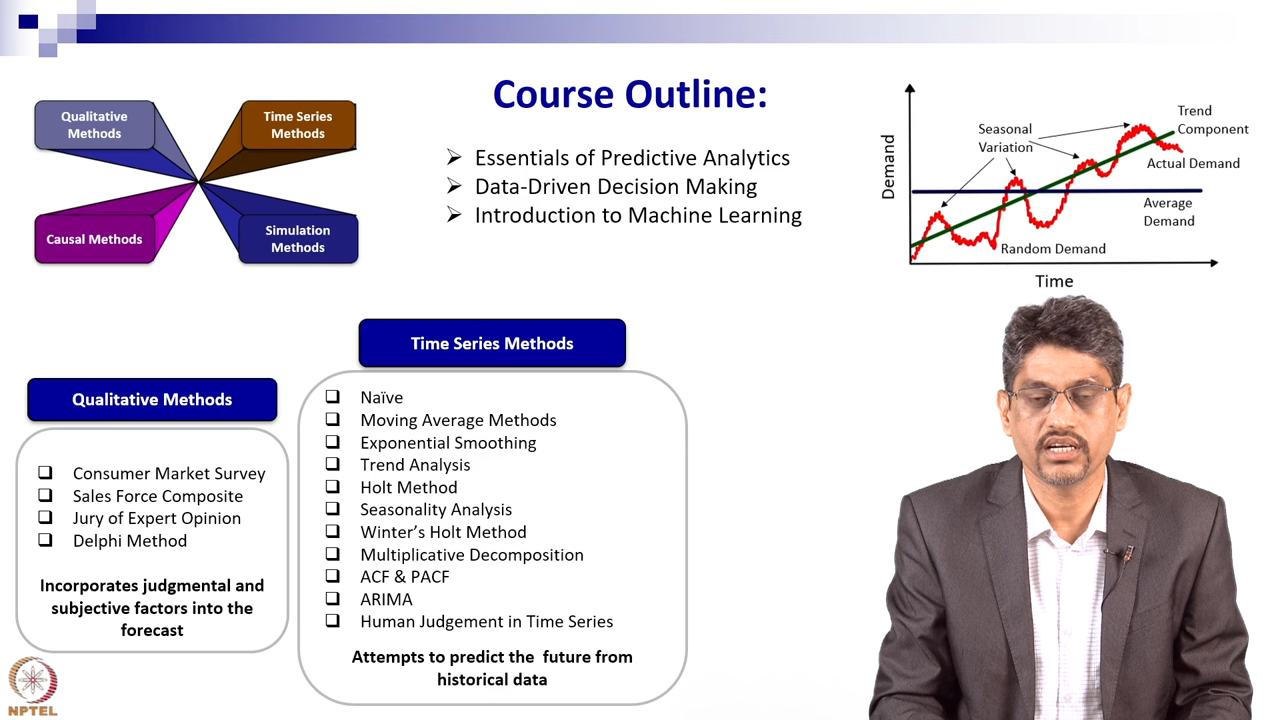 Course Outline:
Qualitative
Methods
Time Series
Methods
Causal Methods
Simulation
Methods
➢ Essentials of Predictive Analytics
➢ Data-Driven Decision Making
➢ Introduction to Machine Learning
Demand
Seasonal
Variation
Trend
Component
Actual Demand
Average
Demand
Random Demand
Time
Qualitative Methods
❑ Consumer Market Survey
❑ Sales Force Composite
❑ Jury of Expert Opinion
❑ Delphi Method
Incorporates judgmental and
subjective factors into the
forecast
Time Series Methods
❑ Naïve
❑ Moving Average Methods
❑ Exponential Smoothing
❑ Trend Analysis
❑ Holt Method
❑ Seasonality Analysis
❑ Winter’s Holt Method
❑ Multiplicative Decomposition
❑ ACF & PACF
❑ ARIMA
❑ Human Judgement in Time Series
Attempts to predict the future from
historical data
NPTEL